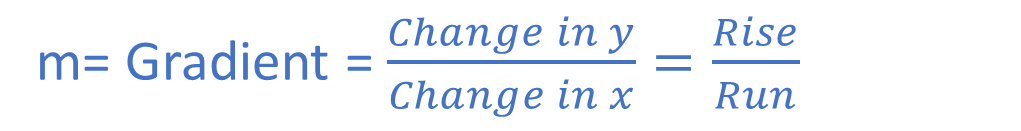 m= Gradient = Change in y / Change in x = Rise / Run